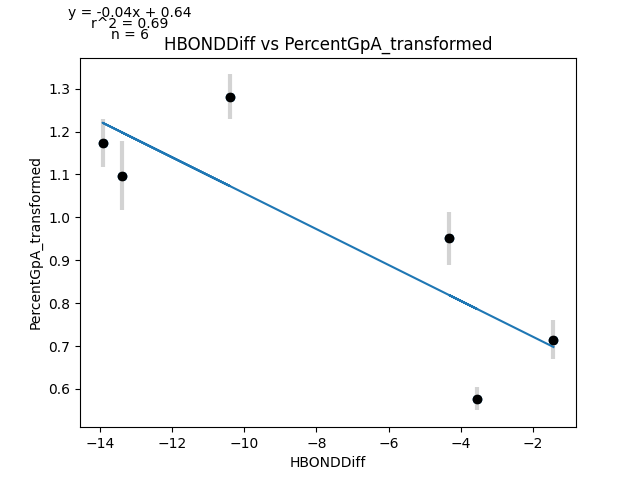 y = -0.04x + 0.64
r^2 = 0.69
n = 6
HBONDDiff vs PercentGpA_transformed
PercentGpA_transformed
1.3
1.2
1.1
1.0
0.9
0.8
0.7
0.6
−14 −12 −10 −8 −6 −4 −2
HBONDDiff